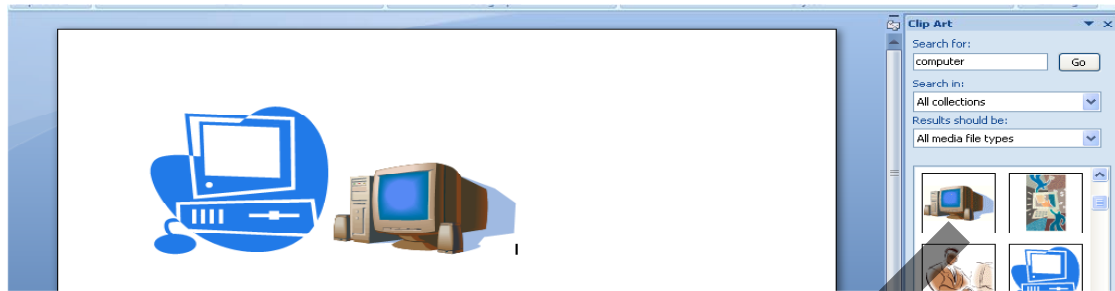 Clip Art
Search for:
computer
Go
Search in:
All collections
Results should be:
All media file types